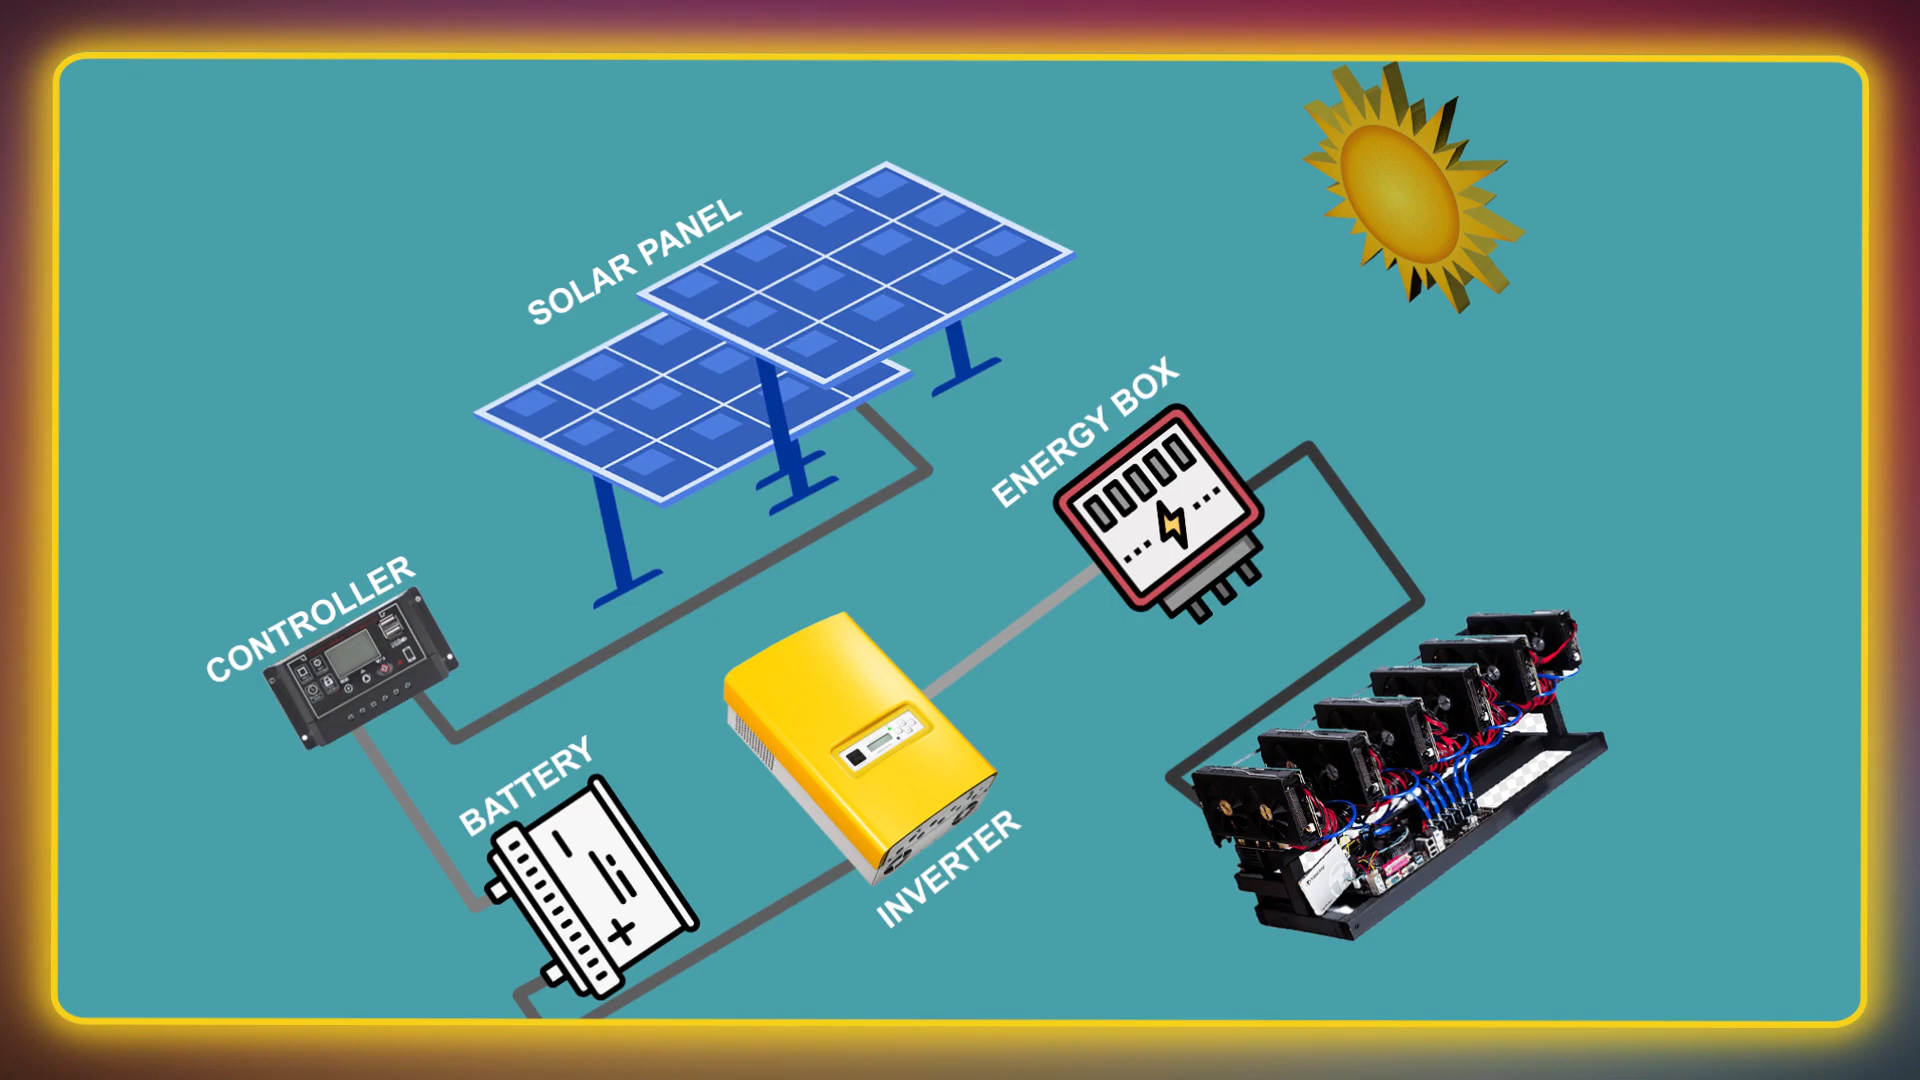 SOLAR PANEL
ENERGY BOX
CONTROLLER
BATTERY
INVERTER